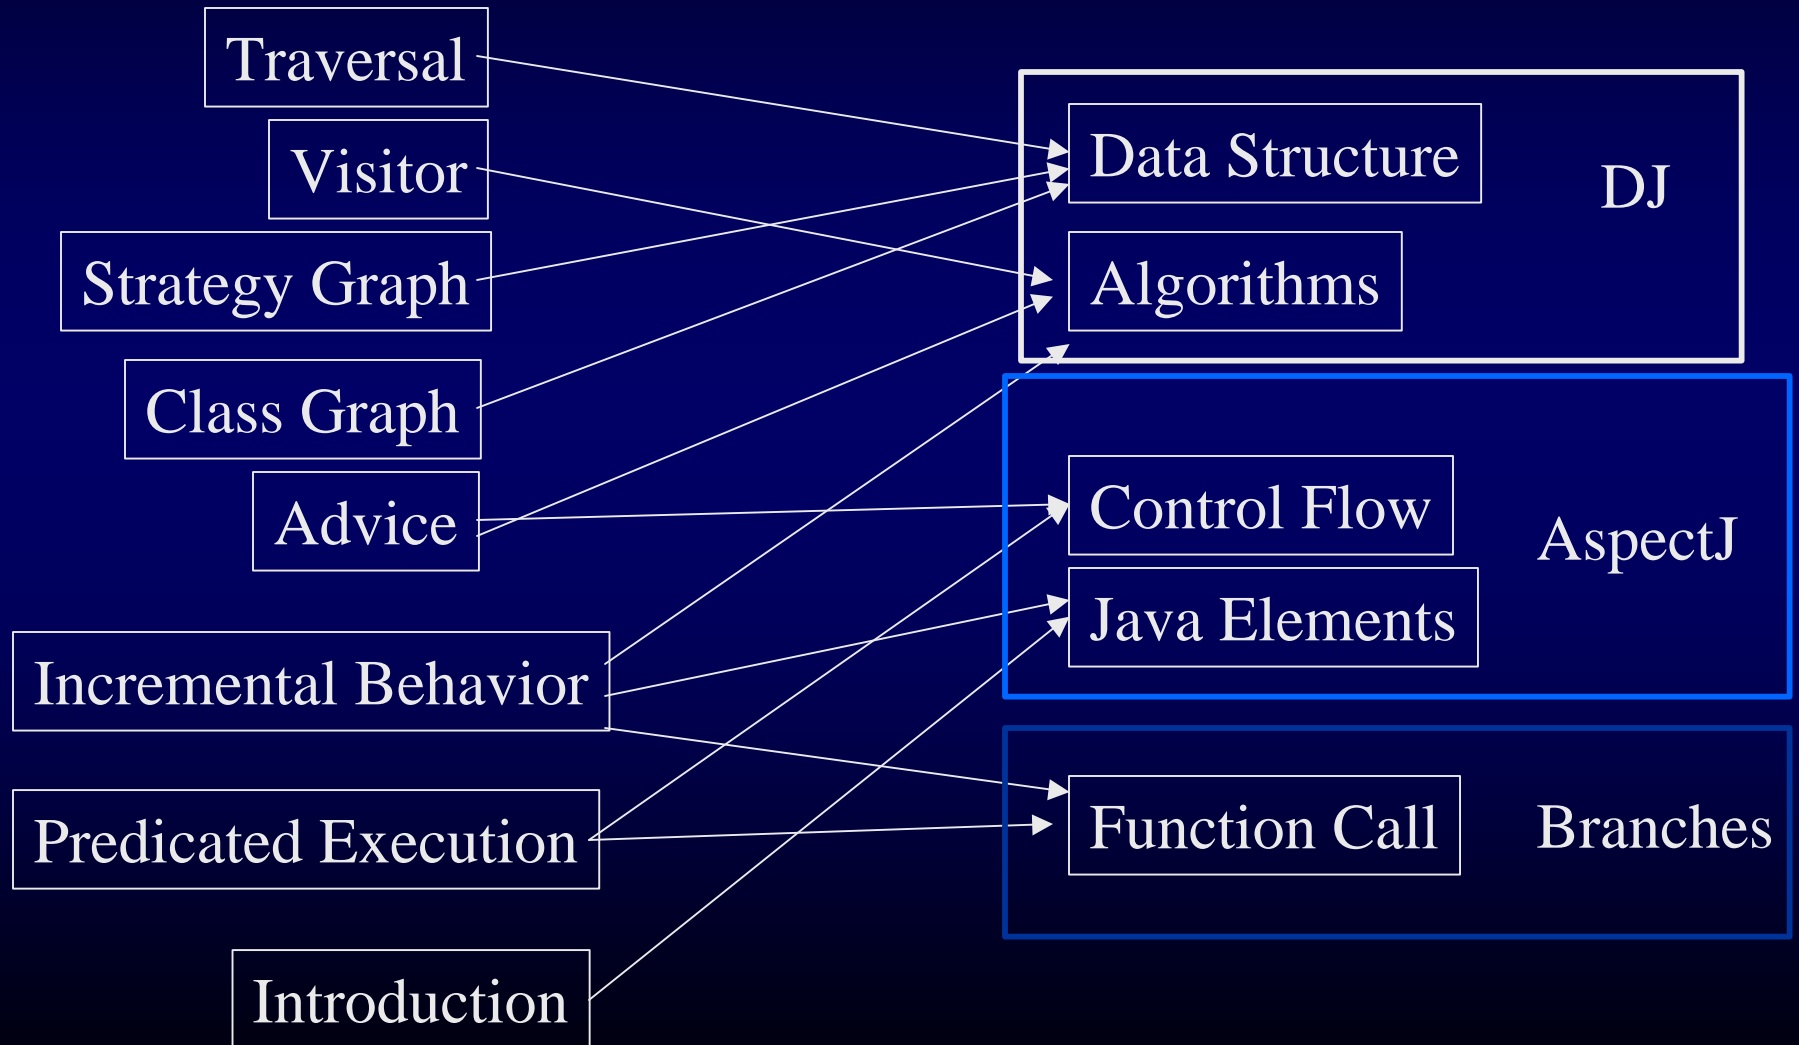 Traversal
Visitor
Strategy Graph
Class Graph
Advice
Incremental Behavior
Predicated Execution
Introduction
Data Structure
DJ
Algorithms
Control Flow
AspectJ
Java Elements
Function Call
Branches